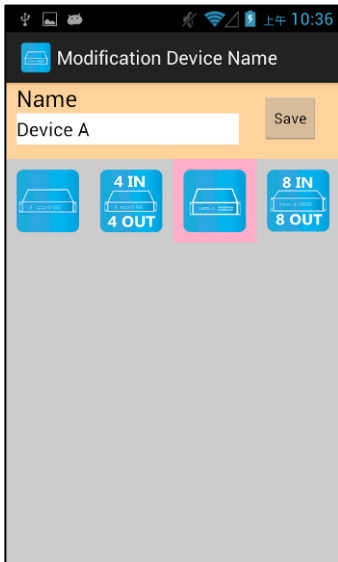 上午 10:36
Modification Device Name
Name
Device A
Save
4 IN
4 OUT
8 IN
8 OUT